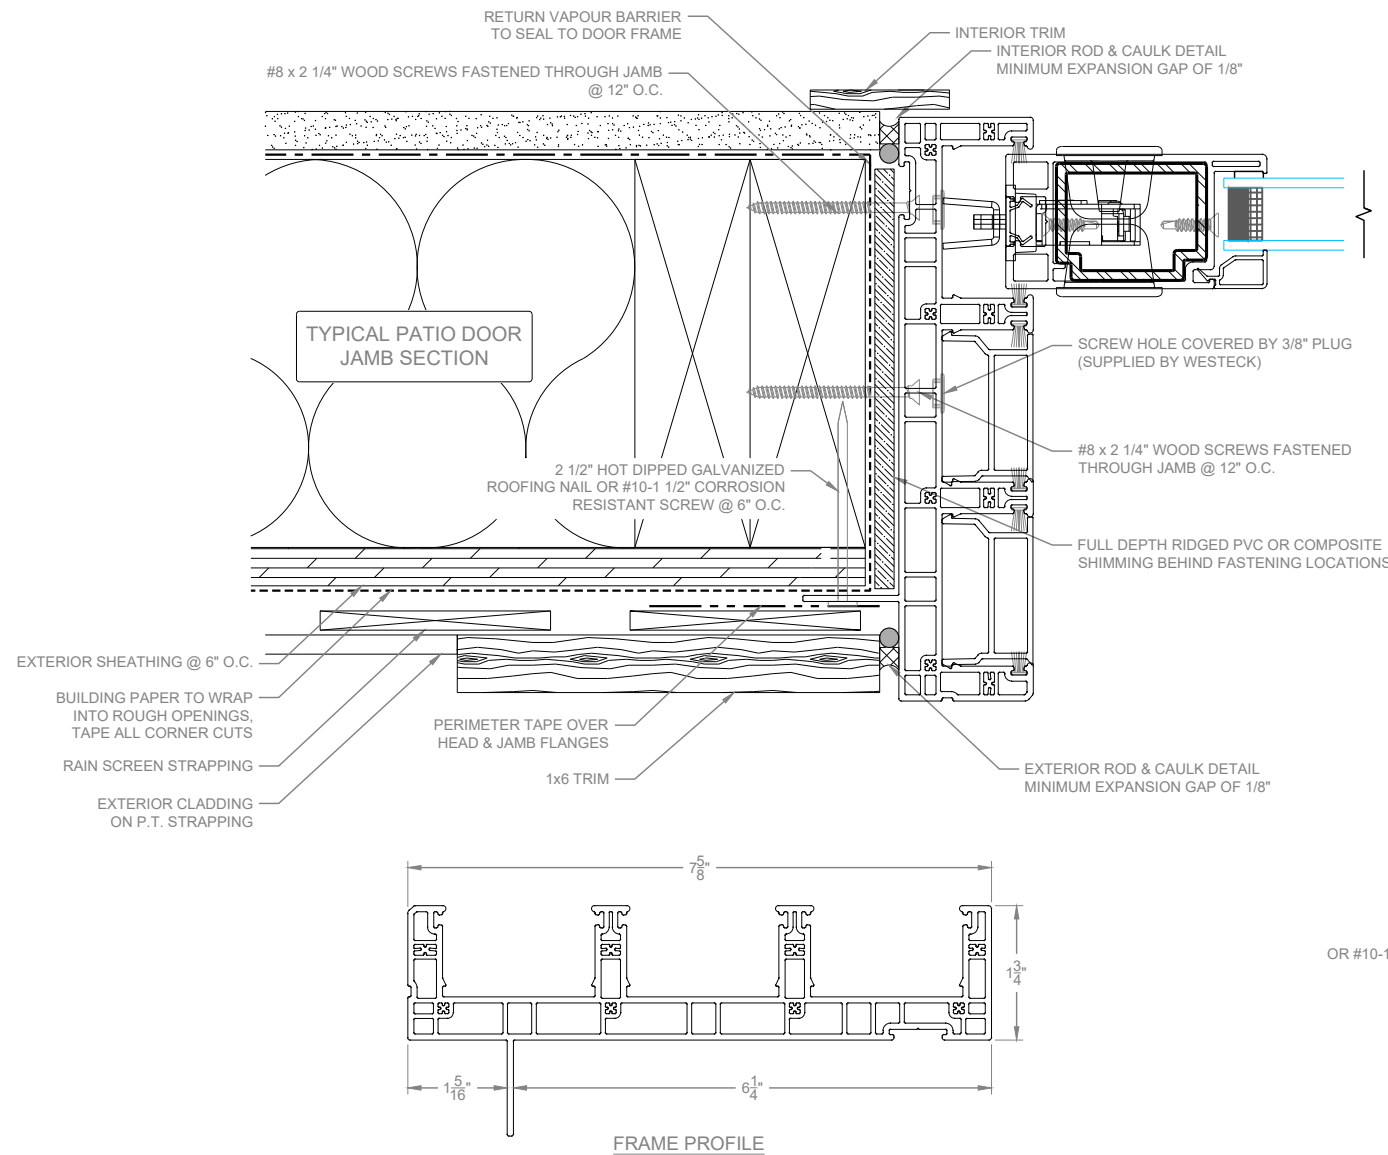 RETURN VAPOUR BARRIER
TO SEAL TO DOOR FRAME
INTERIOR TRIM
INTERIOR ROD & CAULK DETAIL
MINIMUM EXPANSION GAP OF 1/8"
#8 x 2 1/4" WOOD SCREWS FASTENED THROUGH JAMB
@ 12" O.C.
TYPICAL PATIO DOOR
JAMB SECTION
SCREW HOLE COVERED BY 3/8" PLUG
(SUPPLIED BY WESTECK)
#8 x 2 1/4" WOOD SCREWS FASTENED
THROUGH JAMB @ 12" O.C.
2 1/2" HOT DIPPED GALVANIZED
ROOFING NAIL OR #10-1 1/2" CORROSION
RESISTANT SCREW @ 6" O.C.
FULL DEPTH RIDGED PVC OR COMPOSITE
SHIMMING BEHIND FASTENING LOCATIONS
EXTERIOR SHEATHING @ 6" O.C.
BUILDING PAPER TO WRAP
INTO ROUGH OPENINGS,
TAPE ALL CORNER CUTS
RAIN SCREEN STRAPPING
EXTERIOR CLADDING
ON P.T. STRAPPING
PERIMETER TAPE OVER
HEAD & JAMB FLANGES
1x6 TRIM
EXTERIOR ROD & CAULK DETAIL
MINIMUM EXPANSION GAP OF 1/8"
7 5/8"
1 3/4"
OR #10-1
1 5/16"
6 1/4"
FRAME PROFILE